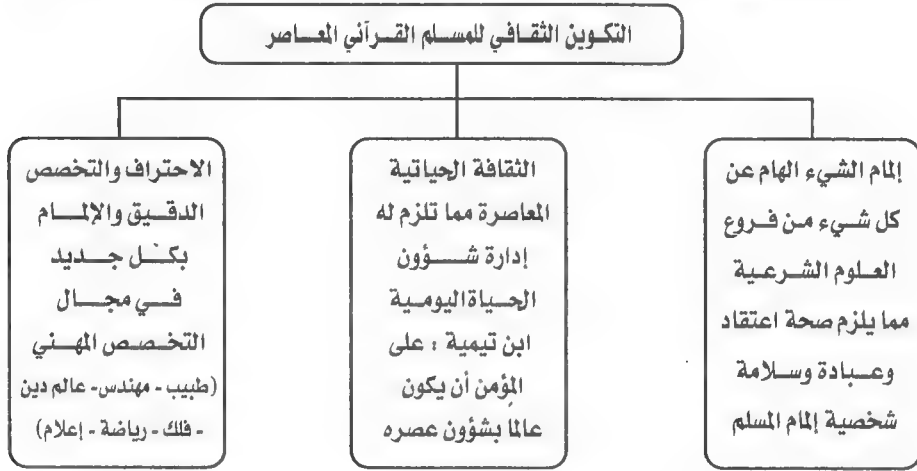 التكوين الثقافي للمسلم القرآني المعاصر
إلمام الشيء الهام عن
كل شيء من فروع
العلوم الشرعية
مما يلزم صحة اعتقاد
وعبادة وسلامة
شخصية إلمام المسلم
الثقافة الحياتية
المعاصرة مما تلزم له
إدارة شؤون
الحياة اليومية
ابن تيمية : على
المؤمن أن يكون
عالما بشؤون عصره
الاحتراف والتخصص
الدقيق والإلمام
بكل جديد
في مجال
التخصص المهني
(طبيب - مهندس- عالم دين
- فلك - رياضة - إعلام)